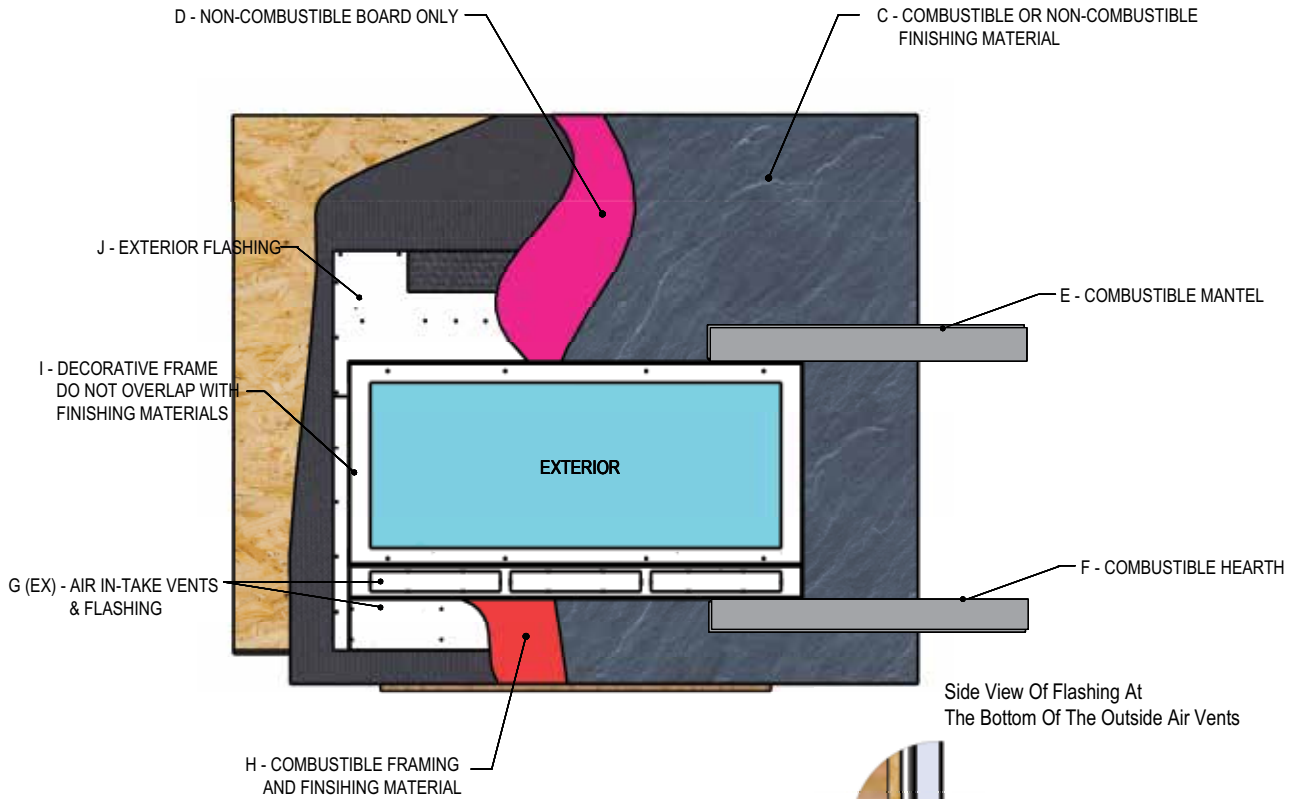 D - NON-COMBUSTIBLE BOARD ONLY
C - COMBUSTIBLE OR NON-COMBUSTIBLE
FINISHING MATERIAL
J - EXTERIOR FLASHING
E - COMBUSTIBLE MANTEL
I - DECORATIVE FRAME
DO NOT OVERLAP WITH
FINISHING MATERIALS
EXTERIOR
G (EX) - AIR IN-TAKE VENTS
& FLASHING
F - COMBUSTIBLE HEARTH
Side View Of Flashing At
The Bottom Of The Outside Air Vents
H - COMBUSTIBLE FRAMING
AND FINSIHING MATERIAL